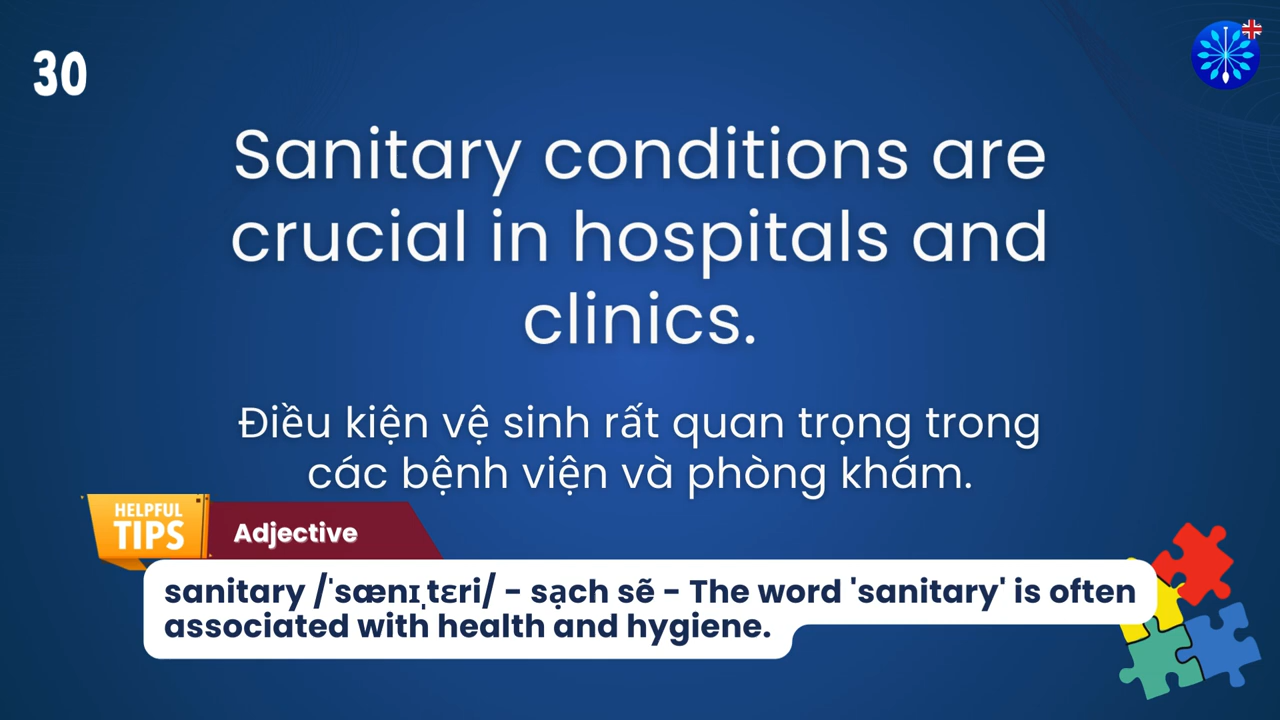 30
Sanitary conditions are
crucial in hospitals and
clinics.
Điều kiện vệ sinh rất quan trọng trong
các bệnh viện và phòng khám.
HELPFUL
TIPS
Adjective
sanitary /ˈsænɪˌtɛri/ - sạch sẽ - The word 'sanitary' is often
associated with health and hygiene.